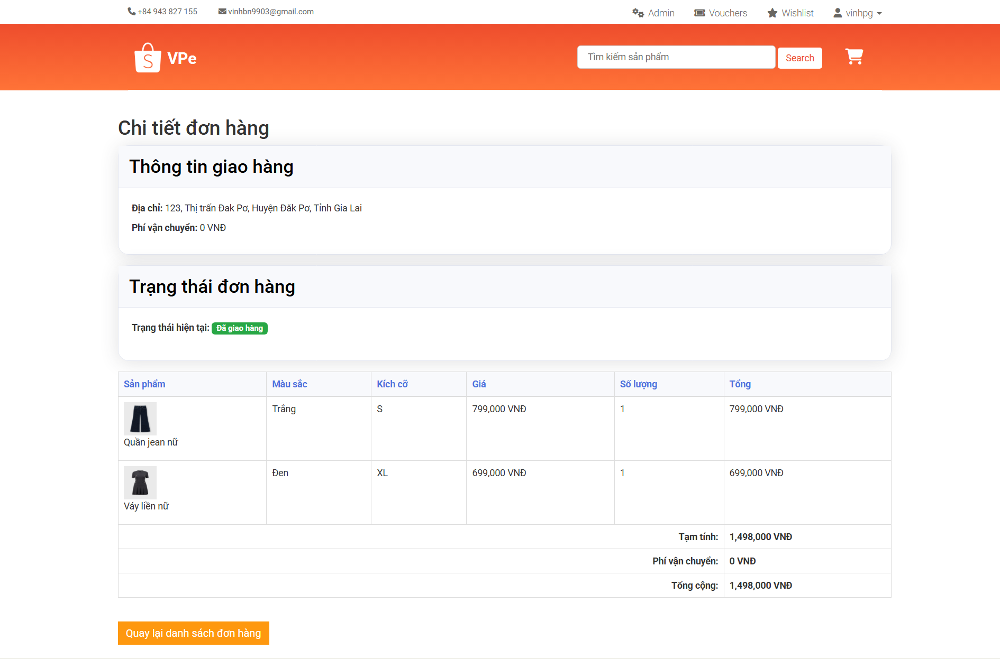 +84 943 827 155 vinhbn9903@gmail.com Admin Vouchers Wishlist vinhpg
S VPe Tìm kiếm sản phẩm Search
Chi tiết đơn hàng
Thông tin giao hàng
Địa chỉ: 123, Thị trấn Đak Pơ, Huyện Đăk Pơ, Tỉnh Gia Lai
Phí vận chuyển: 0 VNĐ
Trạng thái đơn hàng
Trạng thái hiện tại: Đã giao hàng
Sản phẩm Màu sắc Kích cỡ Giá Số lượng Tổng
Trắng S 799,000 VNĐ 1 799,000 VNĐ
Quần jean nữ
Đen XL 699,000 VNĐ 1 699,000 VNĐ
Váy liền nữ
Tạm tính: 1,498,000 VNĐ
Phí vận chuyển: 0 VNĐ
Tổng cộng: 1,498,000 VNĐ
Quay lại danh sách đơn hàng